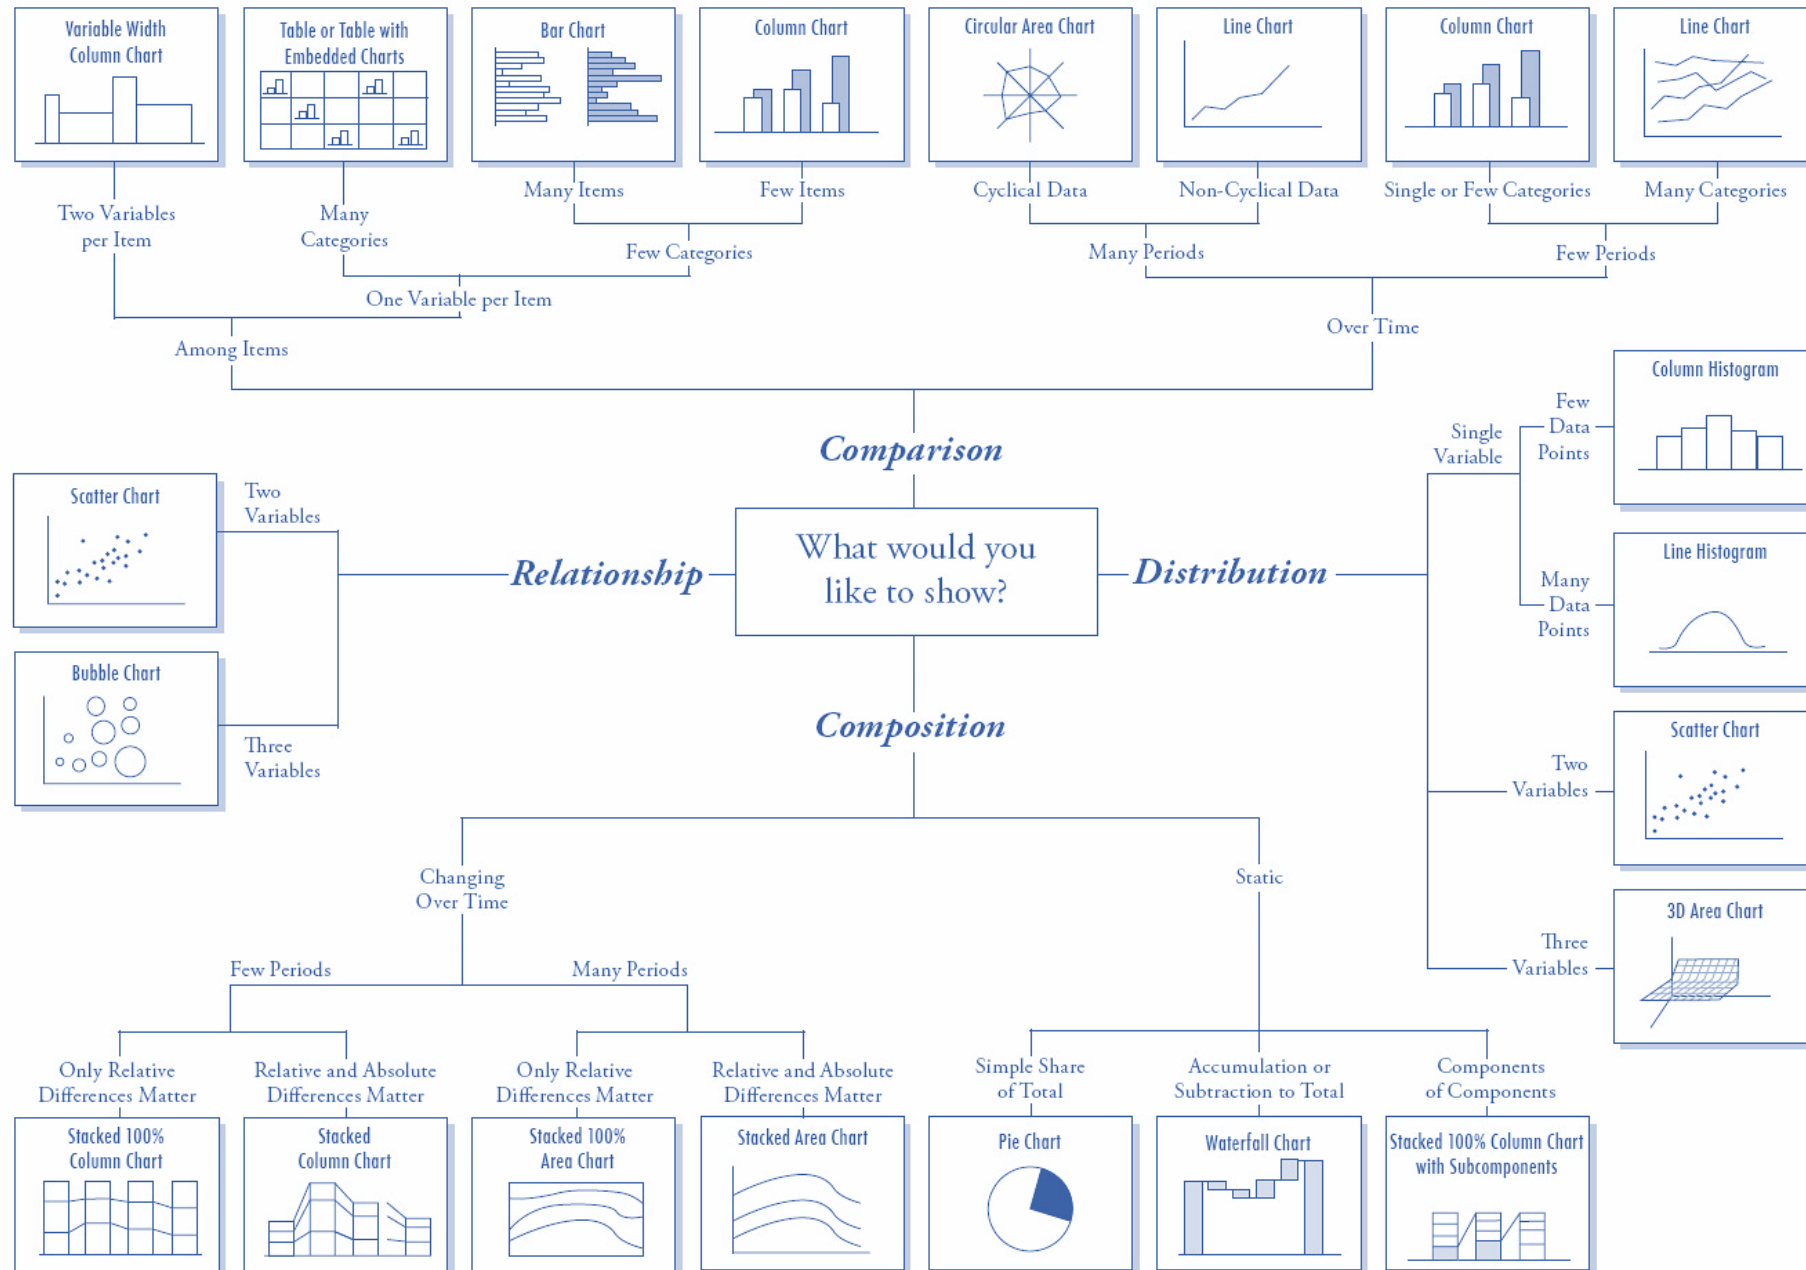 Variable Width
Column Chart
Table or Table with
Embedded Charts
Bar Chart
Column Chart
Circular Area Chart
Line Chart
Column Chart
Line Chart
Two Variables
per Item
Many
Categories
Many Items
Few Items
Cyclical Data
Non-Cyclical Data
Single or Few Categories
Many Categories
Few Categories
Many Periods
Few Periods
One Variable per Item
Among Items
Over Time
Comparison
Scatter Chart
Two
Variables
Bubble Chart
Three
Variables
Relationship
What would you
like to show?
Distribution
Single
Variable
Few
Data
Points
Column Histogram
Many
Data
Points
Line Histogram
Two
Variables
Scatter Chart
Three
Variables
3D Area Chart
Composition
Changing
Over Time
Static
Few Periods
Many Periods
Only Relative
Differences Matter
Relative and Absolute
Differences Matter
Only Relative
Differences Matter
Relative and Absolute
Differences Matter
Simple Share
of Total
Accumulation or
Subtraction to Total
Components
of Components
Stacked 100%
Column Chart
Stacked
Column Chart
Stacked 100%
Area Chart
Stacked Area Chart
Pie Chart
Waterfall Chart
Stacked 100% Column Chart
with Subcomponents